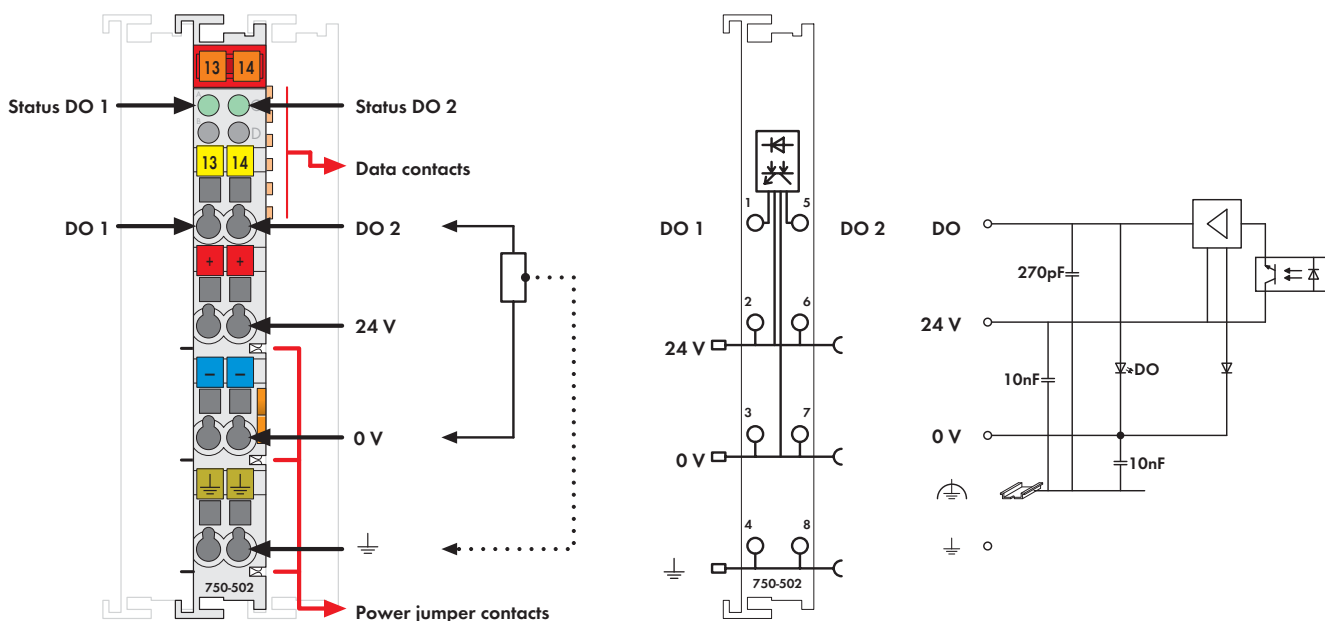 13 14
A
B
C
D
Status DO 1
Status DO 2
13 14
Data contacts
DO 1
DO 2
+ +
24 V
– –
0 V
750-502
Power jumper contacts
DO 1
1
5
DO 2
2
6
24 V
3
7
0 V
4
8
750-502
DO
270pF
24 V
10nF
DO
0 V
10nF